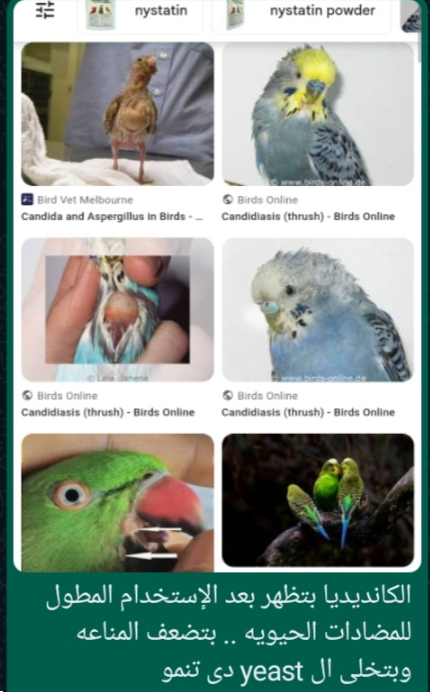 nystatin
nystatin powder
© www.birds-online.de
Bird Vet Melbourne
Birds Online
Candida and Aspergillus in Birds - ...
Candidiasis (thrush) - Birds Online
© Lena Jenene
www.birds-online.de
Birds Online
Birds Online
Candidiasis (thrush) - Birds Online
Candidiasis (thrush) - Birds Online
الكانديديا بتظهر بعد الإستخدام المطول
للمضادات الحيويه .. بتضعف المناعه
وبتخلى ال yeast دى تنمو